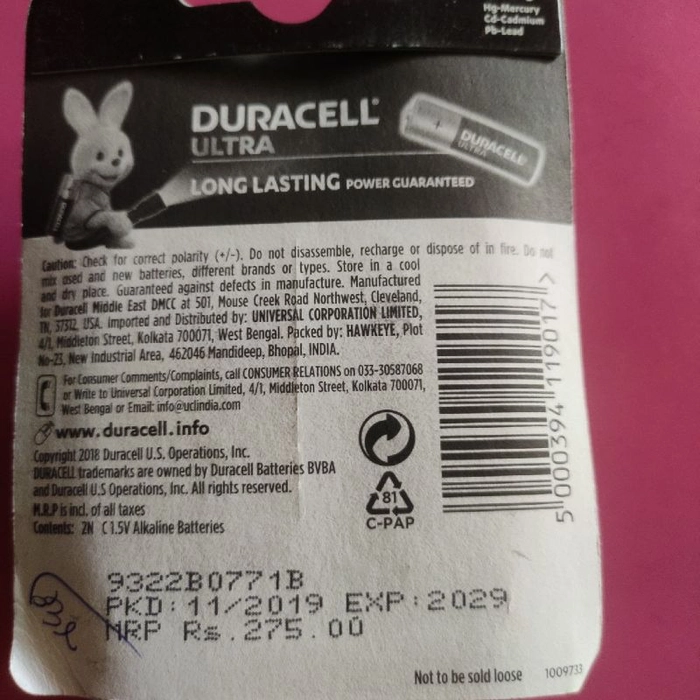 Hg-Mercury
Cd-Cadmium
Pb-Lead
DURACELL®
ULTRA
DURACELL
ULTRA
LONG LASTING POWER GUARANTEED
Caution: Check for correct polarity (+/-). Do not disassemble, recharge or dispose of in fire. Do not
mix used and new batteries, different brands or types. Store in a cool
and dry place. Guaranteed against defects in manufacture. Manufactured
for Duracell Middle East DMCC at 501, Mouse Creek Road Northwest, Cleveland,
TN, 37312, USA. Imported and Distributed by: UNIVERSAL CORPORATION LIMITED,
4/1, Middleton Street, Kolkata 700071, West Bengal. Packed by: HAWKEYE, Plot
No-23, New Industrial Area, 462046 Mandideep, Bhopal, INDIA.
For Consumer Comments/Complaints, call CONSUMER RELATIONS on 033-30587068
or Write to Universal Corporation Limited, 4/1, Middleton Street, Kolkata 700071,
West Bengal or Email: info@uclindia.com
www.duracell.info
Copyright 2018 Duracell U.S. Operations, Inc.
DURACELL trademarks are owned by Duracell Batteries BVBA
and Duracell U.S Operations, Inc. All rights reserved.
M.R.P is incl. of all taxes
Contents: 2N C 1.5V Alkaline Batteries
81
C-PAP
5 000394 119017 >
9322B0771B
PKD:11/2019 EXP:2029
MRP Rs.275.00
Not to be sold loose 1009733